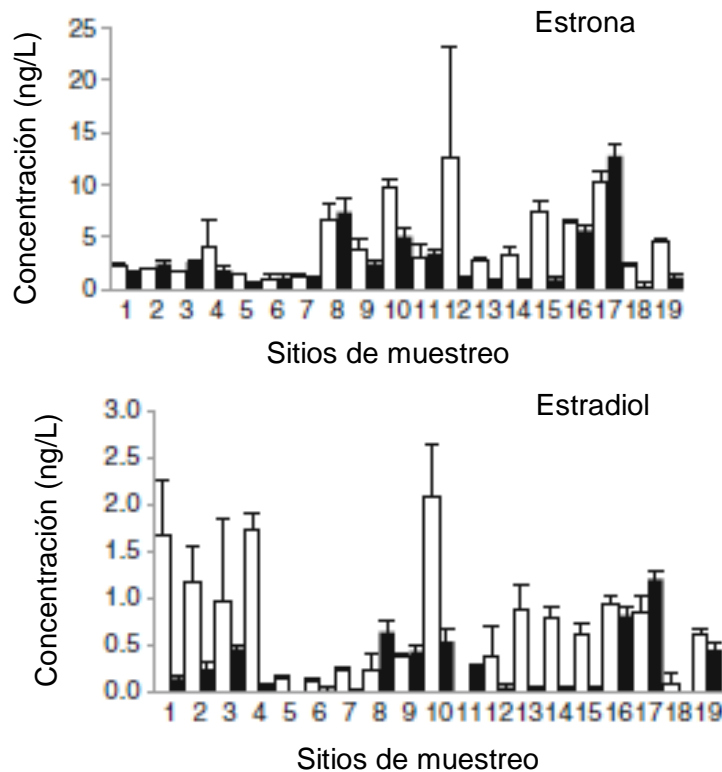 Estrona
Concentración (ng/L)
25
20
15
10
5
0
1 2 3 4 5 6 7 8 9 10 11 12 13 14 15 16 17 18 19
Sitios de muestreo
Estradiol
Concentración (ng/L)
3.0
2.5
2.0
1.5
1.0
0.5
0.0
1 2 3 4 5 6 7 8 9 10 11 12 13 14 15 16 17 18 19
Sitios de muestreo